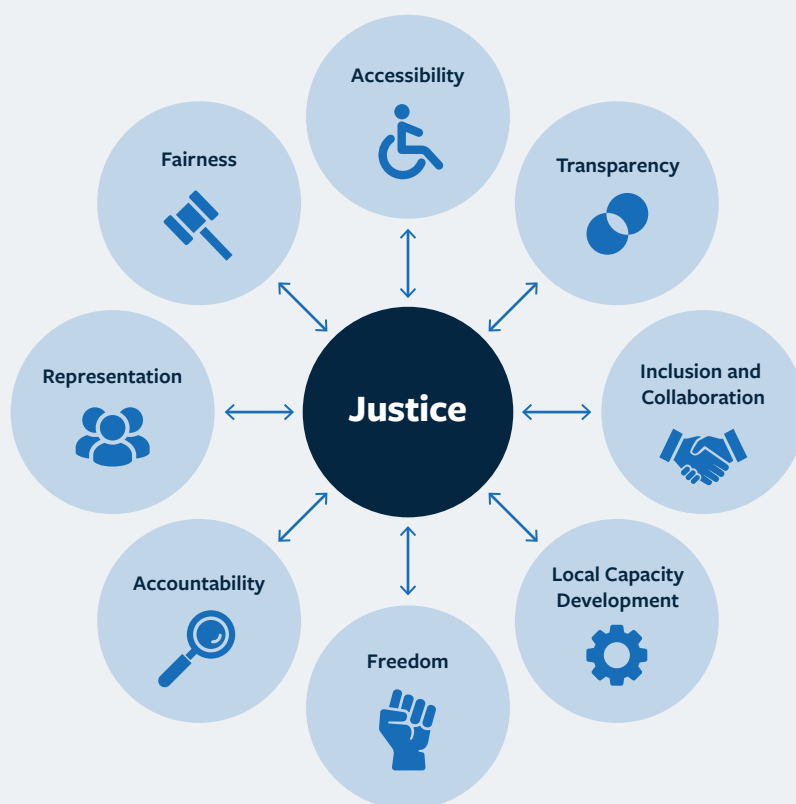 Accessibility
Fairness
Transparency
Representation
Justice
Inclusion and
Collaboration
Accountability
Local Capacity
Development
Freedom